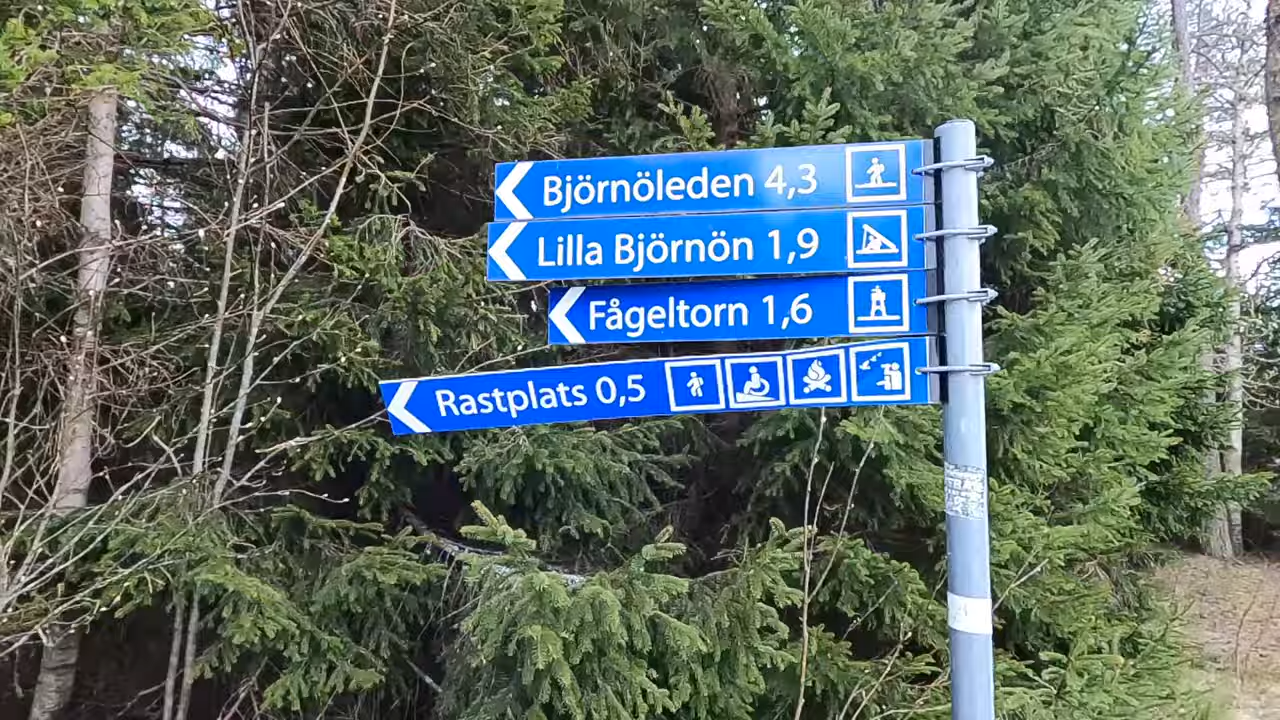 Björnöleden 4,3
Lilla Björnön 1,9
Fågeltorn 1,6
Rastplats 0,5